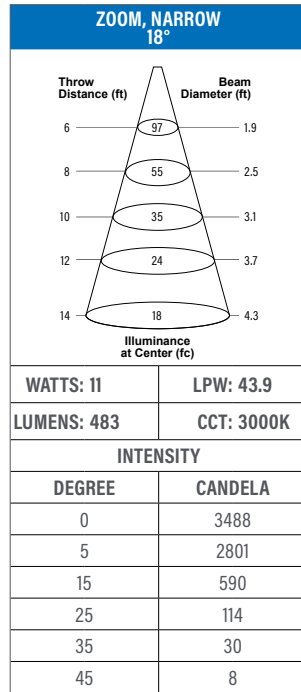 ZOOM, NARROW
18°
Throw Beam
Distance (ft) Diameter (ft)
6 97 1.9
8 55 2.5
10 35 3.1
12 24 3.7
14 18 4.3
Illuminance
at Center (fc)
WATTS: 11 LPW: 43.9
LUMENS: 483 CCT: 3000K
INTENSITY
DEGREE CANDELA
0 3488
5 2801
15 590
25 114
35 30
45 8